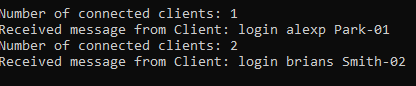 Number of connected clients: 1
Received message from Client: login alexp Park-01
Number of connected clients: 2
Received message from Client: login brians Smith-02